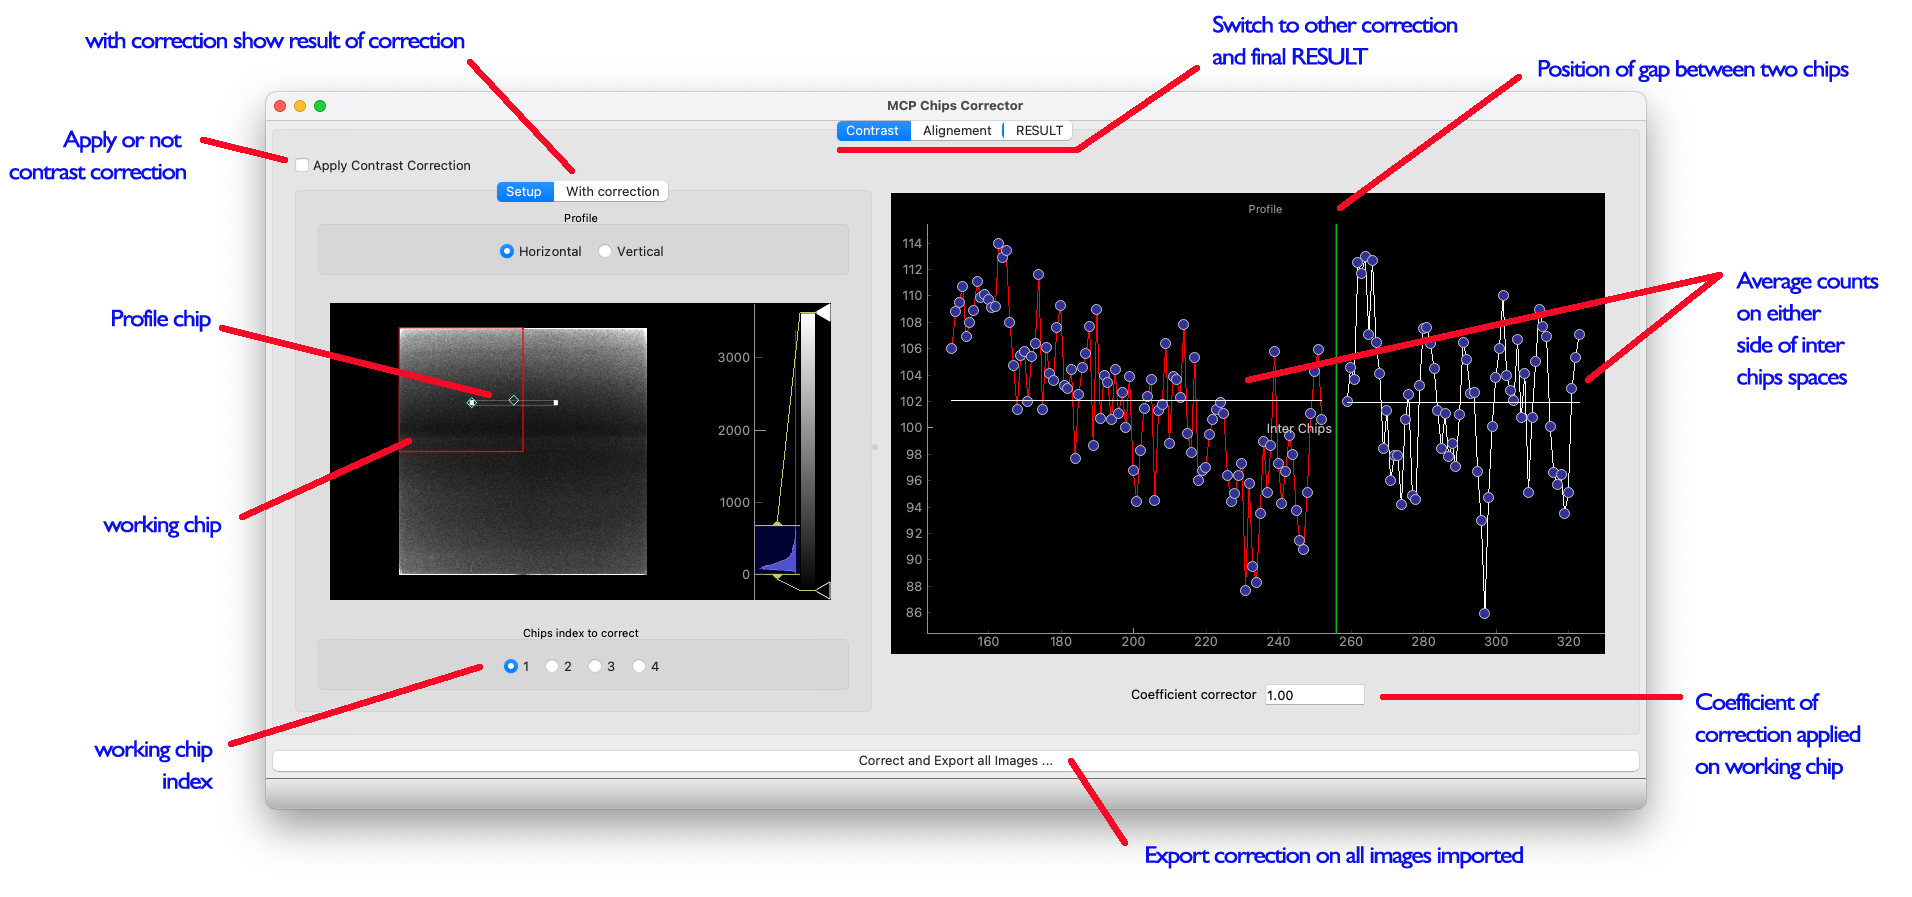 with correction show result of correction
Switch to other correction
and final RESULT
Position of gap between two chips
Apply or not
contrast correction
MCP Chips Corrector
Contrast
Alignement
RESULT
Apply Contrast Correction
Setup
With correction
Profile
Horizontal
Vertical
Profile chip
working chip
3000
2000
1000
0
Chips index to correct
1
2
3
4
working chip
index
Profile
114
112
110
108
106
104
102
100
98
96
94
92
90
88
86
Inter Chips
160
180
200
220
240
260
280
300
320
Average counts
on either
side of inter
chips spaces
Coefficient corrector
1.00
Coefficient of
correction applied
on working chip
Correct and Export all Images ...
Export correction on all images imported